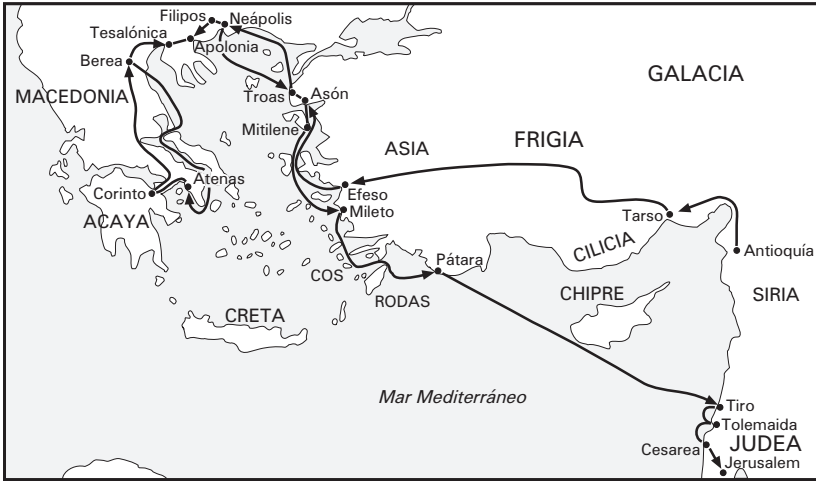 Filipos
Neápolis
Tesalónica
Apolonia
Berea
GALACIA
MACEDONIA
Troas
Asón
Mitilene
ASIA
FRIGIA
Corinto
Atenas
Efeso
Mileto
Tarso
ACAYA
CILICIA
Antioquía
Pátara
COS
RODAS
CHIPRE
SIRIA
CRETA
Mar Mediterráneo
Tiro
Tolemaida
Cesarea
JUDEA
Jerusalem